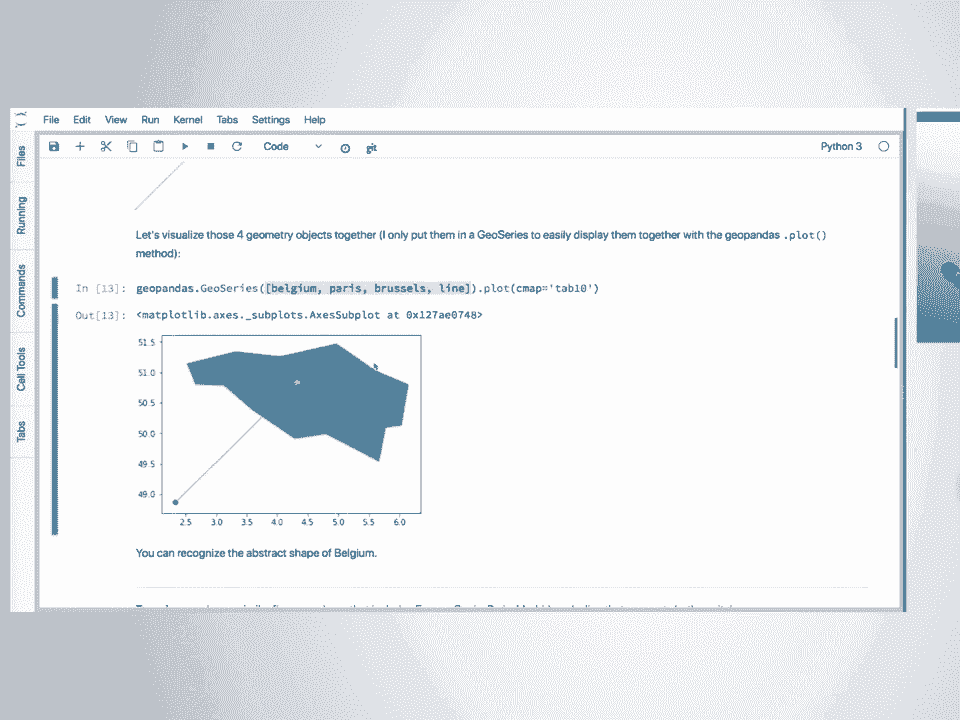 File Edit View Run Kernel Tabs Settings Help
Code
git
Python 3
Files
Running
Commands
Cell Tools
Tabs
Let's visualize those 4 geometry objects together (I only put them in a GeoSeries to easily display them together with the geopandas .plot()
method):
In [13]: geopandas.GeoSeries([belgium, paris, brussels, line]).plot(cmap='tab10')
Out[13]: <matplotlib.axes._subplots.AxesSubplot at 0x127ae0748>
51.5
51.0
50.5
50.0
49.5
49.0
2.5 3.0 3.5 4.0 4.5 5.0 5.5 6.0
You can recognize the abstract shape of Belgium.